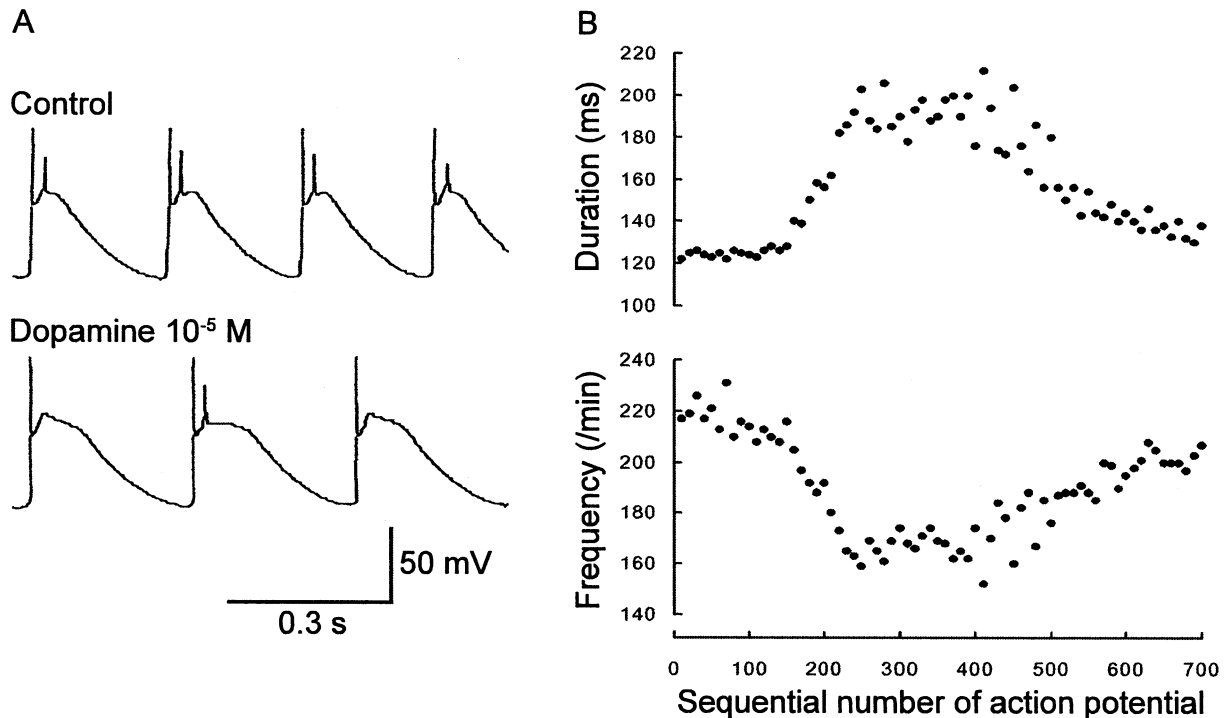 A
Control
Dopamine 10⁻⁵ M
50 mV
0.3 s
B
Duration (ms)
220
200
180
160
140
120
100
Frequency (/min)
240
220
200
180
160
140
0 100 200 300 400 500 600 700
Sequential number of action potential